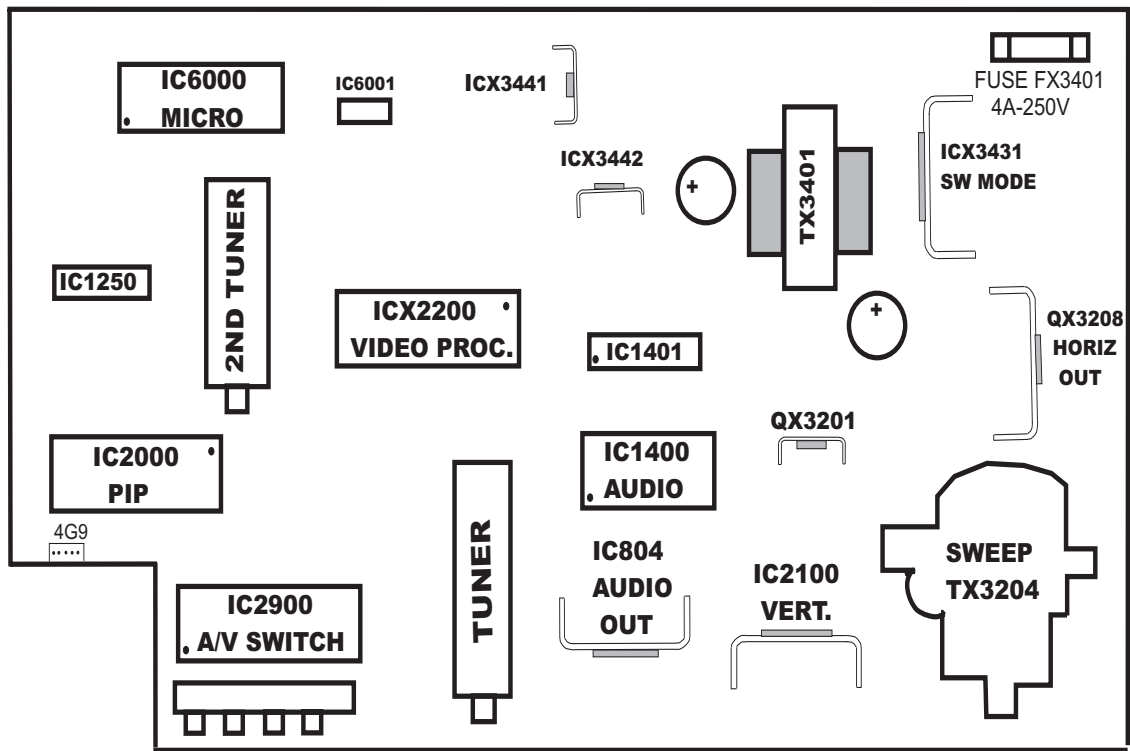 IC6000
MICRO
IC6001
ICX3441
FUSE FX3401
4A-250V
ICX3442
TX3401
ICX3431
SW MODE
2ND TUNER
IC1250
ICX2200
VIDEO PROC.
IC1401
QX3208
HORIZ
OUT
QX3201
IC2000
PIP
IC1400
AUDIO
4G9
TUNER
IC804
AUDIO
OUT
IC2100
VERT.
SWEEP
TX3204
IC2900
A/V SWITCH
+
+